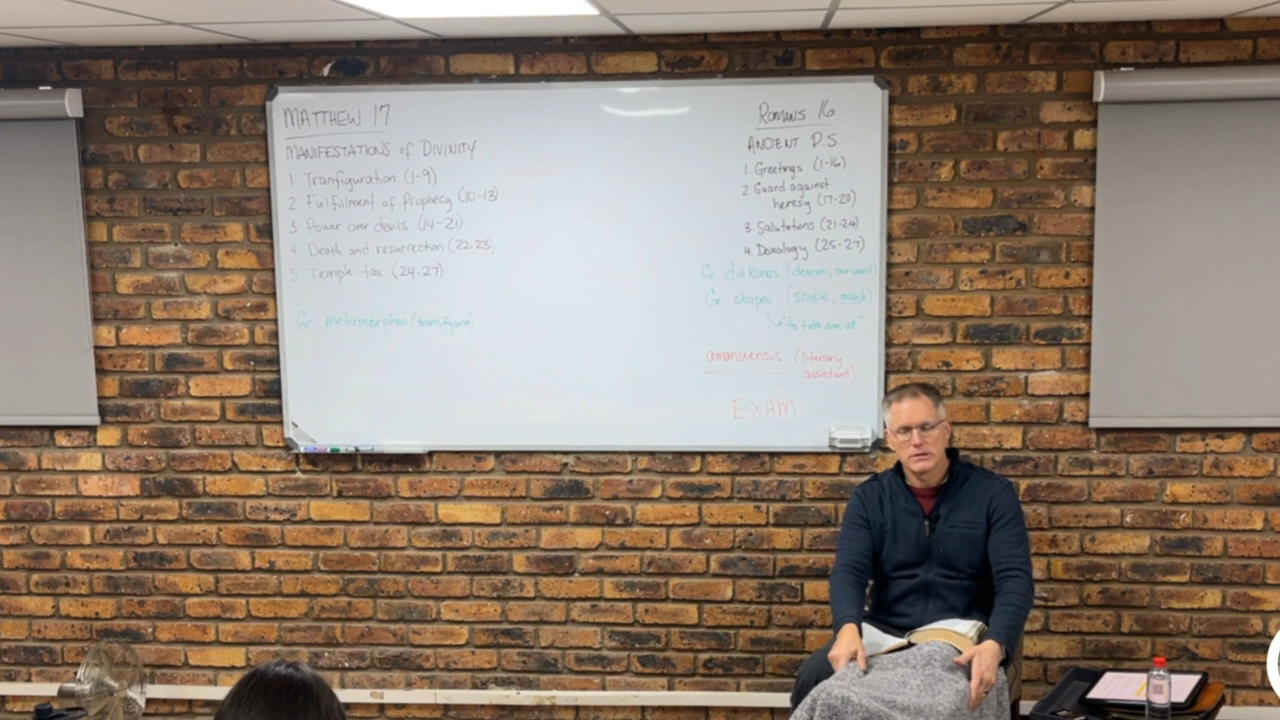 MATTHEW 17
MANIFESTATIONS of DIVINITY
1 Tranfiguration (1-9)
2 Fulfillment of Prophecy (10-13)
3 Power over devils (14-21)
4 Death and resurrection (22-23)
5 Temple tax (24-27)
Gr metamorphoo (transfigure)
Romans 16
ANCIENT P.S.
1. Greetings (1-16)
2. Guard against
heresy (17-20)
3. Salutations (21-24)
4. Doxology (25-27)
Gr diakonos (deacon, servant)
Gr skopeo (scope, mark)
"to take aim at"
amanuensis (literary
assistant)
EXAM